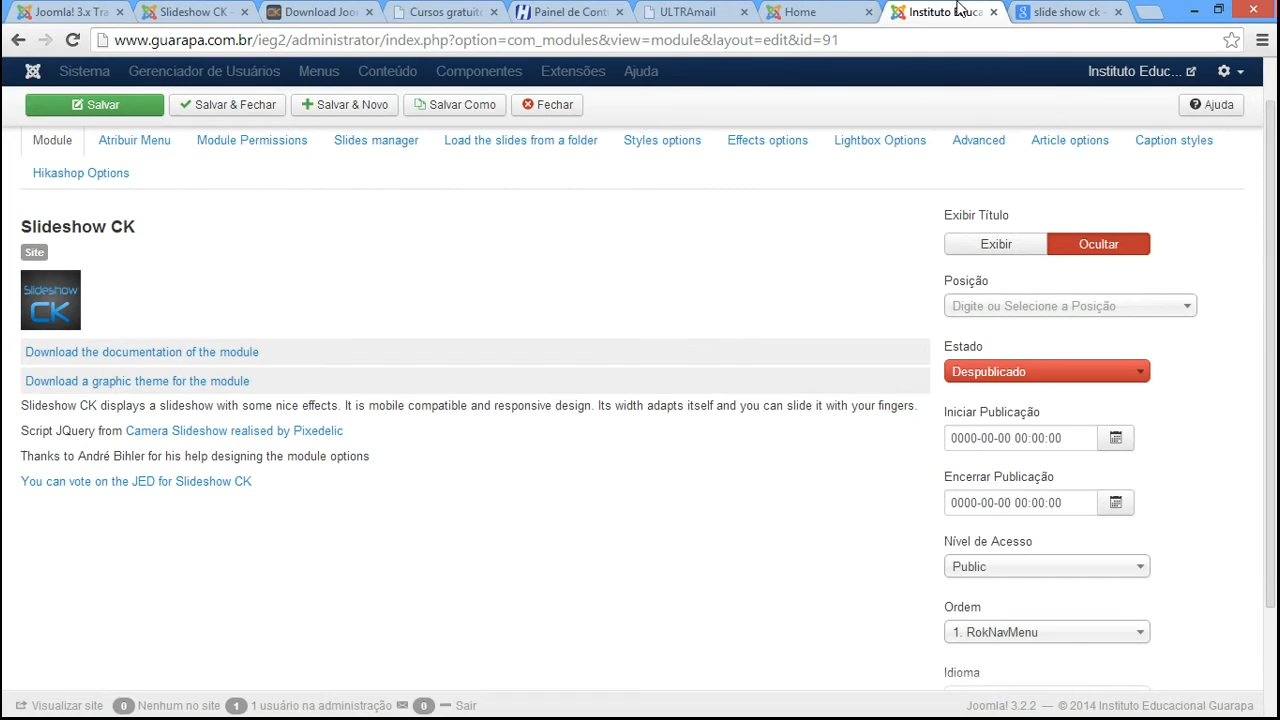 Joomla! 3.x Tra
Slideshow CK -
Download Joo
Cursos gratuito
Painel de Conti
ULTRAmail
Home
Instituto Educa
slide show ck -
www.guarapa.com.br/ieg2/administrator/index.php?option=com_modules&view=module&layout=edit&id=91
Sistema Gerenciador de Usuários Menus Conteúdo Componentes Extensões Ajuda Instituto Educ...
Salvar Salvar & Fechar Salvar & Novo Salvar Como Fechar Ajuda
Module Atribuir Menu Module Permissions Slides manager Load the slides from a folder Styles options Effects options Lightbox Options Advanced Article options Caption styles
Hikashop Options
Slideshow CK
Site
Slideshow
CK
Download the documentation of the module
Download a graphic theme for the module
Slideshow CK displays a slideshow with some nice effects. It is mobile compatible and responsive design. Its width adapts itself and you can slide it with your fingers.
Script JQuery from Camera Slideshow realised by Pixedelic
Thanks to André Bihler for his help designing the module options
You can vote on the JED for Slideshow CK
Exibir Título
Exibir Ocultar
Posição
Digite ou Selecione a Posição
Estado
Despublicado
Iniciar Publicação
0000-00-00 00:00:00
Encerrar Publicação
0000-00-00 00:00:00
Nível de Acesso
Public
Ordem
1. RokNavMenu
Idioma
Visualizar site 0 Nenhum no site 1 1 usuário na administração 0 Sair Joomla! 3.2.2 — © 2014 Instituto Educacional Guarapa